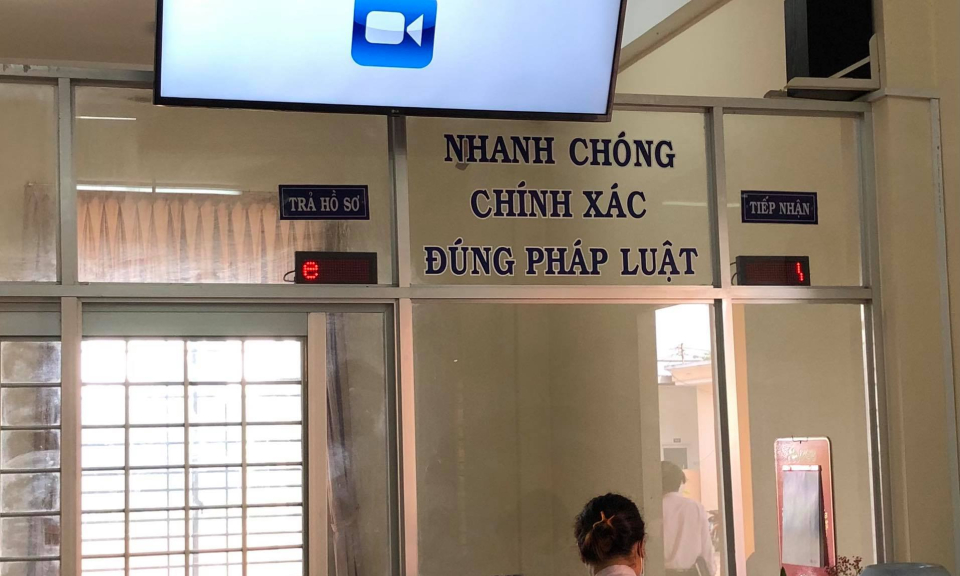 NHANH CHÓNG
CHÍNH XÁC
ĐÚNG PHÁP LUẬT
TRẢ HỒ SƠ
TIẾP NHẬN
e